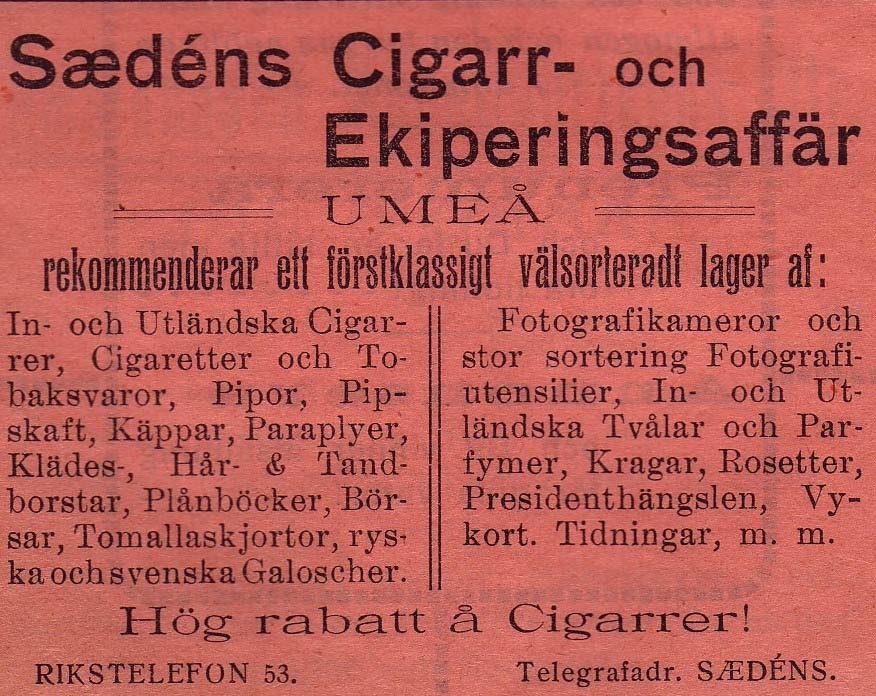 Sædéns Cigarr- och
Ekiperingsaffär
UMEÅ
rekommenderar ett förstklassigt välsorteradt lager af:
In- och Utländska Cigar-
rer, Cigaretter och To-
baksvaror, Pipor, Pip-
skaft, Käppar, Paraplyer,
Klädes-, Hår- & Tand-
borstar, Plånböcker, Bör-
sar, Tomallaskjortor, rys-
ka och svenska Galoscher.
Fotografikameror och
stor sortering Fotografi-
utensilier, In- och Ut-
ländska Tvålar och Par-
fymer, Kragar, Rosetter,
Presidenthängslen, Vy-
kort. Tidningar, m. m.
Hög rabatt å Cigarrer!
RIKSTELEFON 53.
Telegrafadr. SÆDÉNS.